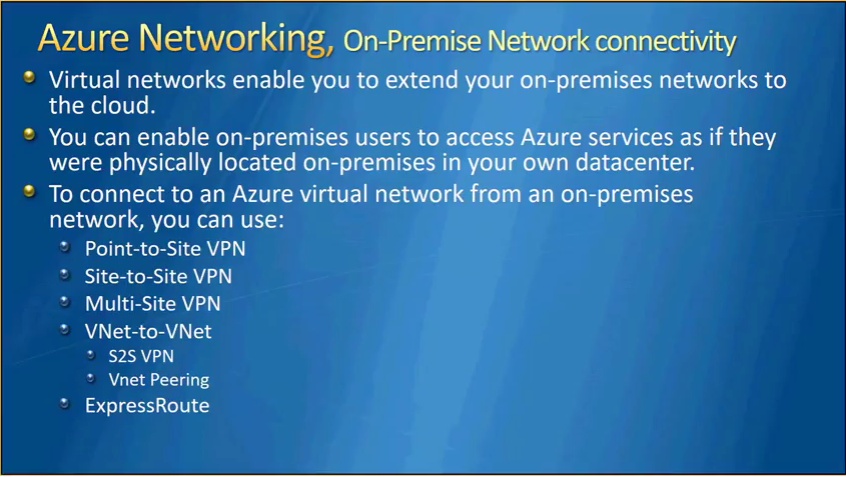 Azure Networking, On-Premise Network connectivity
Virtual networks enable you to extend your on-premises networks to
the cloud.
You can enable on-premises users to access Azure services as if they
were physically located on-premises in your own datacenter.
To connect to an Azure virtual network from an on-premises
network, you can use:
Point-to-Site VPN
Site-to-Site VPN
Multi-Site VPN
VNet-to-VNet
S2S VPN
Vnet Peering
ExpressRoute